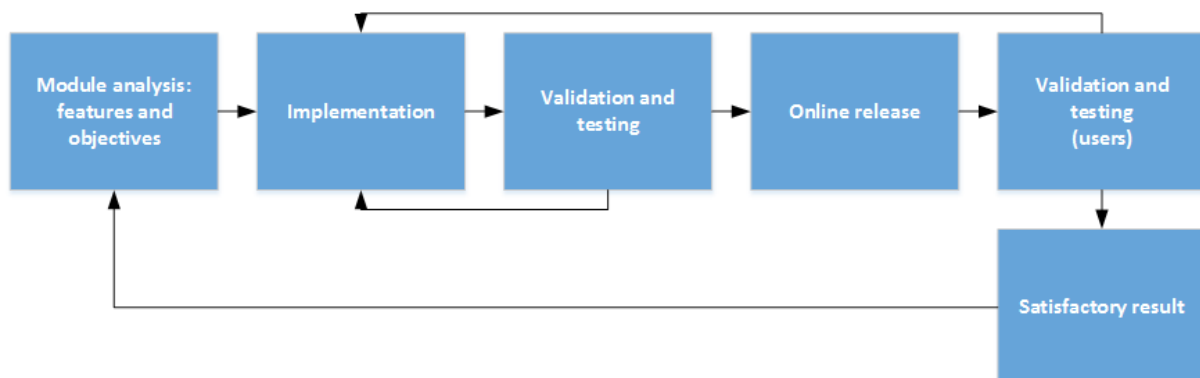 Module analysis:
features and
objectives
Implementation
Validation and
testing
Online release
Validation and
testing
(users)
Satisfactory result